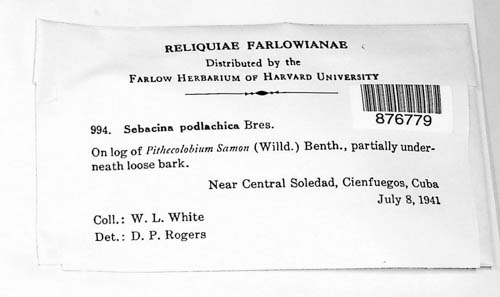 RELIQUIAE FARLOWIANAE
Distributed by the
FARLOW HERBARIUM OF HARVARD UNIVERSITY
876779
994. Sebacina podlachica Bres.
On log of Pithecolobium Samon (Willd.) Benth., partially under-
neath loose bark.
Near Central Soledad, Cienfuegos, Cuba
July 8, 1941
Coll.: W. L. White
Det.: D. P. Rogers